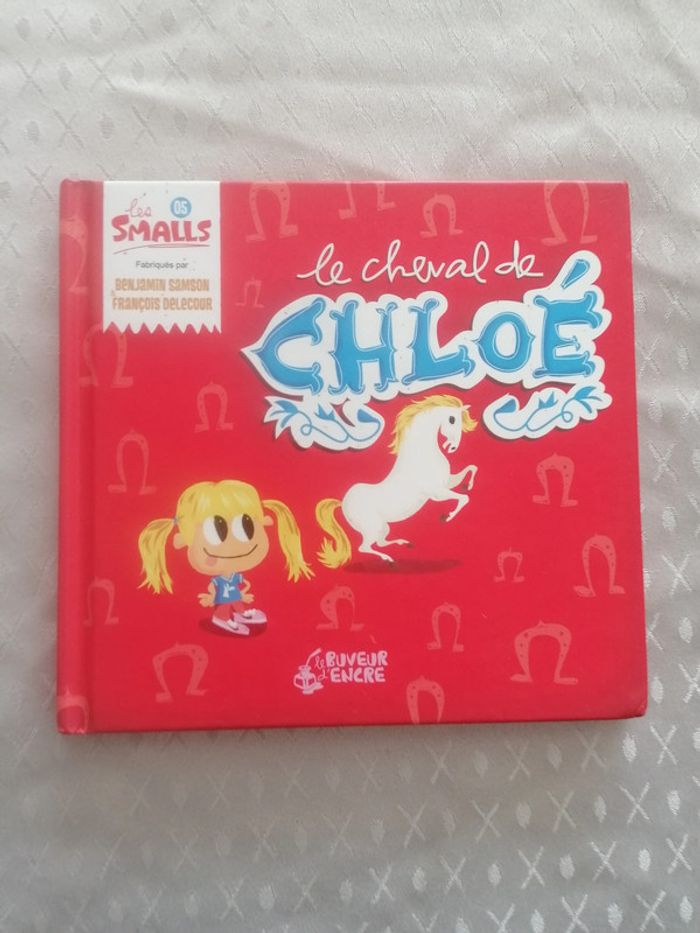 les 05
SMALLS
Fabriqués par
BENJAMIN SAMSON
& FRANÇOIS DELECOUR
le cheval de
CHLOÉ
le BUVEUR
d'ENCRE